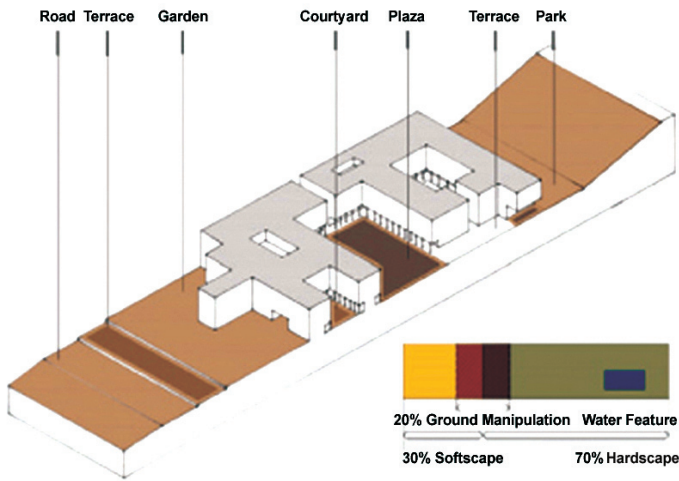 Road Terrace Garden Courtyard Plaza Terrace Park
20% Ground Manipulation Water Feature
30% Softscape 70% Hardscape